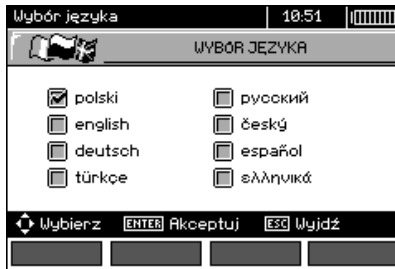 Wybór języka 10:51
WYBÓR JĘZYKA
polski русский
english český
deutsch español
türkçe ελληνικά
Wybierz ENTER Akceptuj ESC Wyjdź